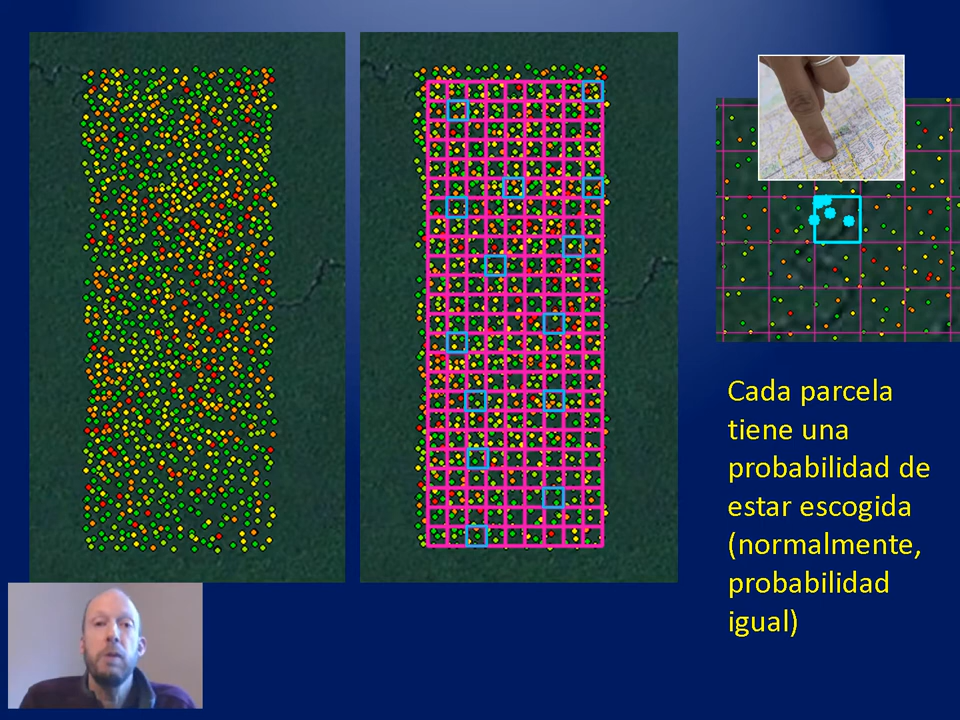 Cada parcela
tiene una
probabilidad de
estar escogida
(normalmente,
probabilidad
igual)